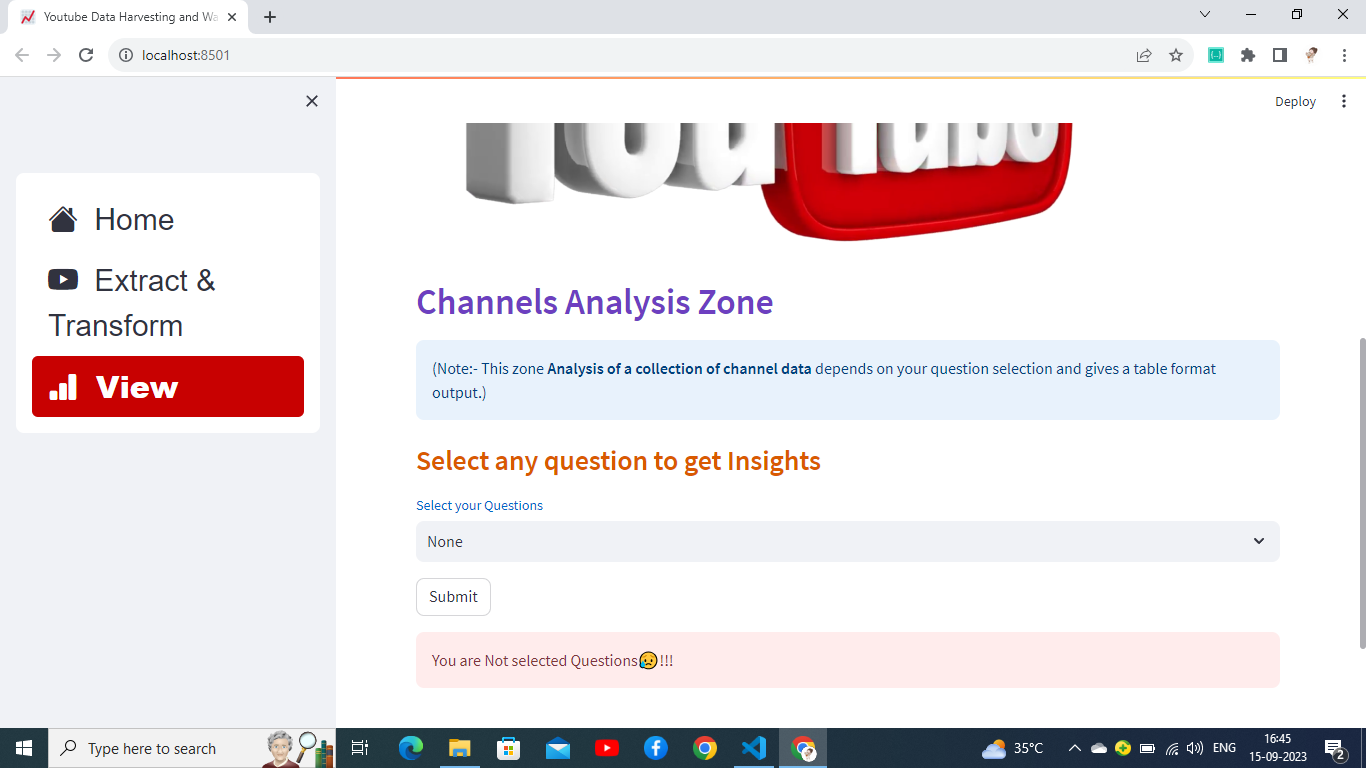 Youtube Data Harvesting and Wa
localhost:8501
Deploy
YouTube
Home
Extract &
Transform
View
Channels Analysis Zone
(Note:- This zone Analysis of a collection of channel data depends on your question selection and gives a table format
output.)
Select any question to get Insights
Select your Questions
None
Submit
You are Not selected Questions😥!!!
Type here to search
35°C
ENG
16:45
15-09-2023
2